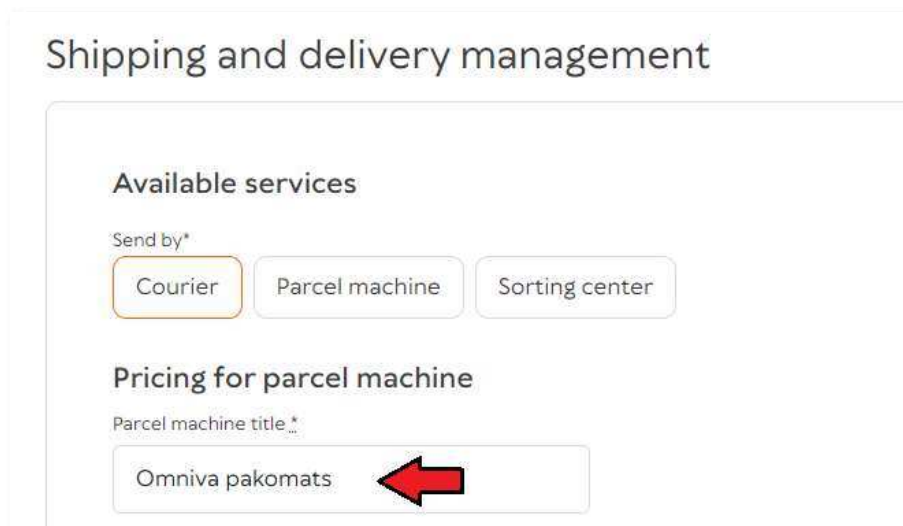 Shipping and delivery management
Available services
Send by*
Courier Parcel machine Sorting center
Pricing for parcel machine
Parcel machine title *
Omniva pakomats